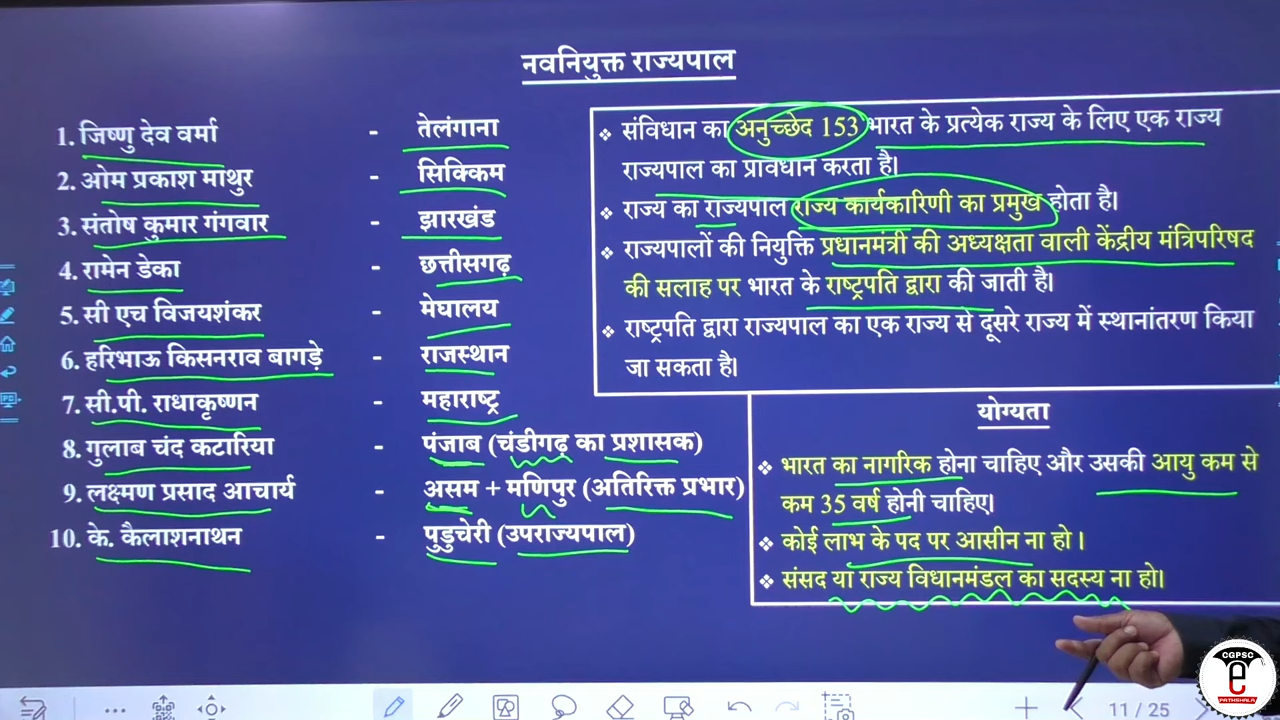 नवनियुक्त राज्यपाल
1. जिष्णु देव वर्मा - तेलंगाना
2. ओम प्रकाश माथुर - सिक्किम
3. संतोष कुमार गंगवार - झारखंड
4. रामेन डेका - छत्तीसगढ़
5. सी एच विजयशंकर - मेघालय
6. हरिभाऊ किसनराव बागड़े - राजस्थान
7. सी.पी. राधाकृष्णन - महाराष्ट्र
8. गुलाब चंद कटारिया - पंजाब (चंडीगढ़ का प्रशासक)
9. लक्ष्मण प्रसाद आचार्य - असम + मणिपुर (अतिरिक्त प्रभार)
10. के. कैलाशनाथन - पुडुचेरी (उपराज्यपाल)
❖ संविधान का अनुच्छेद 153 भारत के प्रत्येक राज्य के लिए एक राज्य
राज्यपाल का प्रावधान करता है।
❖ राज्य का राज्यपाल राज्य कार्यकारिणी का प्रमुख होता है।
❖ राज्यपालों की नियुक्ति प्रधानमंत्री की अध्यक्षता वाली केंद्रीय मंत्रिपरिषद
की सलाह पर भारत के राष्ट्रपति द्वारा की जाती है।
❖ राष्ट्रपति द्वारा राज्यपाल का एक राज्य से दूसरे राज्य में स्थानांतरण किया
जा सकता है।
योग्यता
❖ भारत का नागरिक होना चाहिए और उसकी आयु कम से
कम 35 वर्ष होनी चाहिए।
❖ कोई लाभ के पद पर आसीन ना हो।
❖ संसद या राज्य विधानमंडल का सदस्य ना हो।
11 / 25
CGPSC
e
PATHSHALA